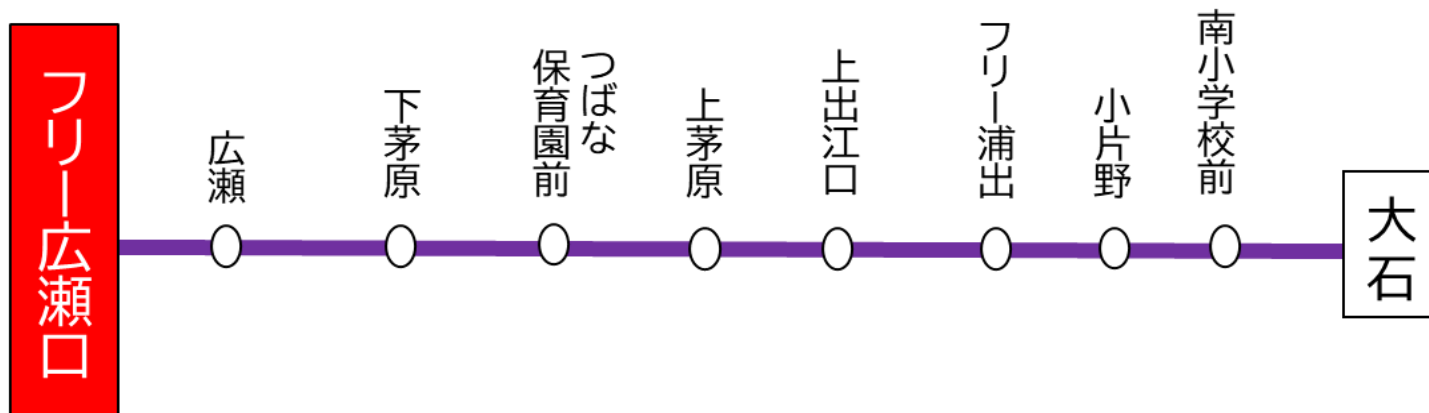 フリー広瀬口
広瀬
下茅原
つばな
保育園前
上茅原
上出江口
フリー浦出
小片野
南小学校前
大石